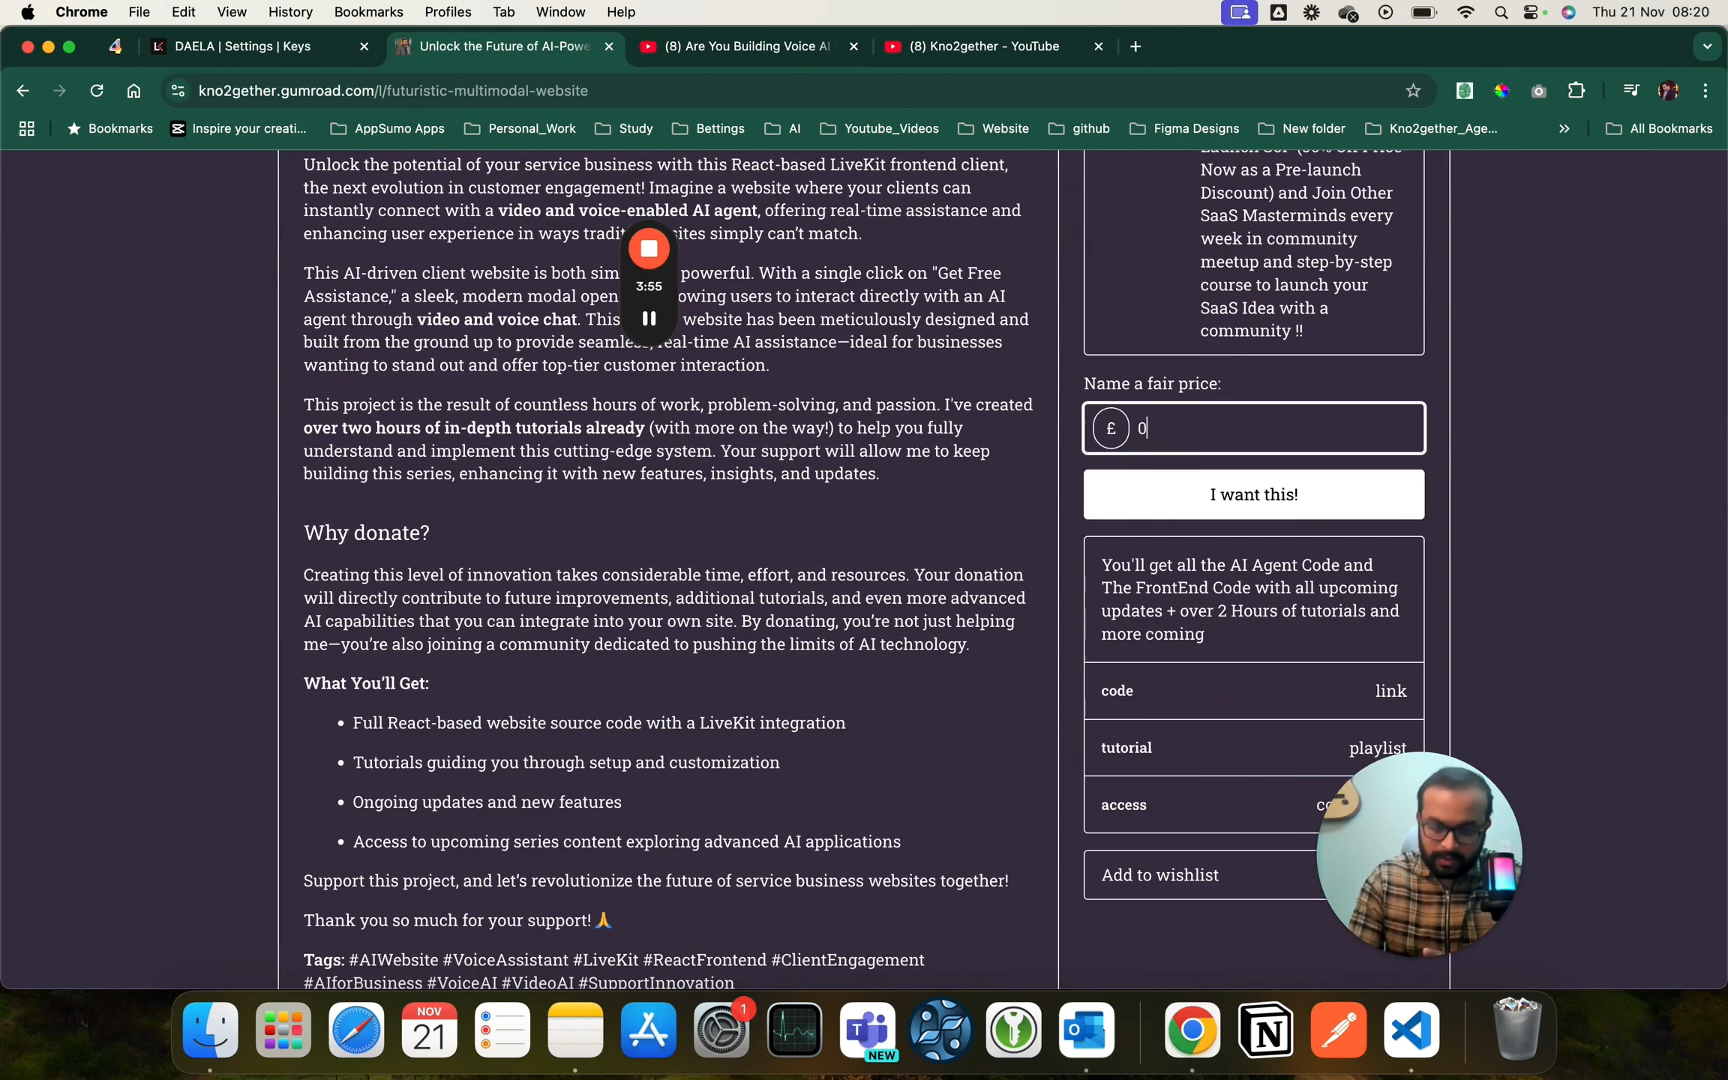 Chrome File Edit View History Bookmarks Profiles Tab Window Help
Thu 21 Nov 08:20
DAELA | Settings | Keys
Unlock the Future of AI-Powe
(8) Are You Building Voice AI
(8) Kno2gether - YouTube
kno2gether.gumroad.com/l/futuristic-multimodal-website
Bookmarks
Inspire your creati...
AppSumo Apps
Personal_Work
Study
Bettings
AI
Youtube_Videos
Website
github
Figma Designs
New folder
Kno2gether_Age...
All Bookmarks
Unlock the potential of your service business with this React-based LiveKit frontend client,
the next evolution in customer engagement! Imagine a website where your clients can
instantly connect with a video and voice-enabled AI agent, offering real-time assistance and
enhancing user experience in ways tradit sites simply can't match.
This AI-driven client website is both sim powerful. With a single click on "Get Free
Assistance," a sleek, modern modal open owing users to interact directly with an AI
agent through video and voice chat. This website has been meticulously designed and
built from the ground up to provide seamless, real-time AI assistance—ideal for businesses
wanting to stand out and offer top-tier customer interaction.
3:55
This project is the result of countless hours of work, problem-solving, and passion. I've created
over two hours of in-depth tutorials already (with more on the way!) to help you fully
understand and implement this cutting-edge system. Your support will allow me to keep
building this series, enhancing it with new features, insights, and updates.
Why donate?
Creating this level of innovation takes considerable time, effort, and resources. Your donation
will directly contribute to future improvements, additional tutorials, and even more advanced
AI capabilities that you can integrate into your own site. By donating, you're not just helping
me—you're also joining a community dedicated to pushing the limits of AI technology.
What You'll Get:
• Full React-based website source code with a LiveKit integration
• Tutorials guiding you through setup and customization
• Ongoing updates and new features
• Access to upcoming series content exploring advanced AI applications
Support this project, and let's revolutionize the future of service business websites together!
Thank you so much for your support! 🙏
Tags: #AIWebsite #VoiceAssistant #LiveKit #ReactFrontend #ClientEngagement
#AIforBusiness #VoiceAI #VideoAI #SupportInnovation
Now as a Pre-launch
Discount) and Join Other
SaaS Masterminds every
week in community
meetup and step-by-step
course to launch your
SaaS Idea with a
community !!
Name a fair price:
£ 0
I want this!
You'll get all the AI Agent Code and
The FrontEnd Code with all upcoming
updates + over 2 Hours of tutorials and
more coming
code link
tutorial playlist
access
Add to wishlist
NOV
21
1
NEW